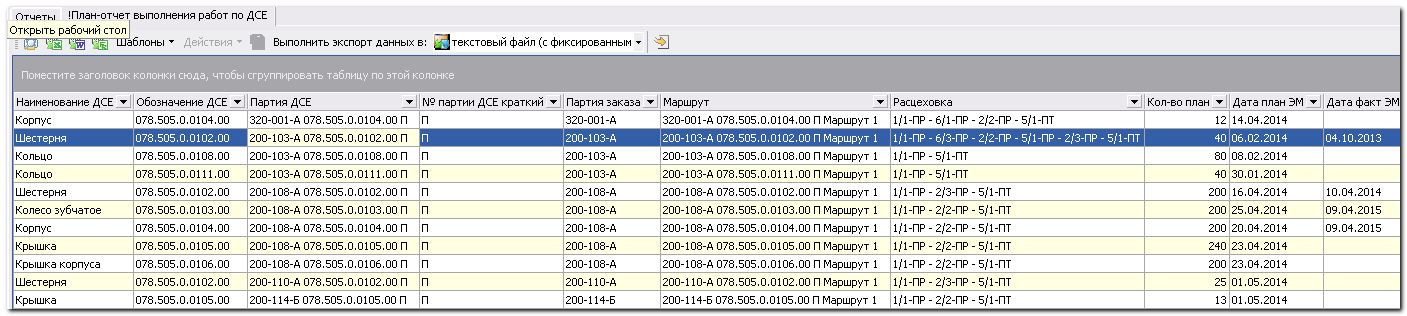 Отчеты !План-отчет выполнения работ по ДСЕ
Открыть рабочий стол
Шаблоны Действия Выполнить экспорт данных в: текстовый файл (с фиксированным
Поместите заголовок колонки сюда, чтобы сгруппировать таблицу по этой колонке
Наименование ДСЕ Обозначение ДСЕ Партия ДСЕ № партии ДСЕ краткий Партия заказа Маршрут Расцеховка Кол-во план Дата план ЭМ Дата факт ЭМ
Корпус 078.505.0.0104.00 320-001-А 078.505.0.0104.00 П П 320-001-А 320-001-А 078.505.0.0104.00 П Маршрут 1 1/1-ПР - 6/1-ПР - 2/2-ПР - 5/1-ПТ 12 14.04.2014
Шестерня 078.505.0.0102.00 200-103-А 078.505.0.0102.00 П П 200-103-А 200-103-А 078.505.0.0102.00 П Маршрут 1 1/1-ПР - 6/3-ПР - 2/2-ПР - 5/1-ПР - 2/3-ПР - 5/1-ПТ 40 06.02.2014 04.10.2013
Кольцо 078.505.0.0108.00 200-103-А 078.505.0.0108.00 П П 200-103-А 200-103-А 078.505.0.0108.00 П Маршрут 1 1/1-ПР - 5/1-ПТ 80 08.02.2014
Кольцо 078.505.0.0111.00 200-103-А 078.505.0.0111.00 П П 200-103-А 200-103-А 078.505.0.0111.00 П Маршрут 1 1/1-ПР - 5/1-ПТ 40 30.01.2014
Шестерня 078.505.0.0102.00 200-108-А 078.505.0.0102.00 П П 200-108-А 200-108-А 078.505.0.0102.00 П Маршрут 1 1/1-ПР - 2/3-ПР - 5/1-ПТ 200 16.04.2014 10.04.2014
Колесо зубчатое 078.505.0.0103.00 200-108-А 078.505.0.0103.00 П П 200-108-А 200-108-А 078.505.0.0103.00 П Маршрут 1 1/1-ПР - 2/2-ПР - 5/1-ПТ 200 25.04.2014 09.04.2015
Корпус 078.505.0.0104.00 200-108-А 078.505.0.0104.00 П П 200-108-А 200-108-А 078.505.0.0104.00 П Маршрут 1 1/1-ПР - 2/2-ПР - 5/1-ПТ 200 20.04.2014 09.04.2015
Крышка 078.505.0.0105.00 200-108-А 078.505.0.0105.00 П П 200-108-А 200-108-А 078.505.0.0105.00 П Маршрут 1 1/1-ПР - 2/2-ПР - 5/1-ПТ 240 23.04.2014
Крышка корпуса 078.505.0.0106.00 200-108-А 078.505.0.0106.00 П П 200-108-А 200-108-А 078.505.0.0106.00 П Маршрут 1 1/1-ПР - 2/2-ПР - 5/1-ПТ 200 23.04.2014
Шестерня 078.505.0.0102.00 200-110-А 078.505.0.0102.00 П П 200-110-А 200-110-А 078.505.0.0102.00 П Маршрут 1 1/1-ПР - 2/3-ПР - 5/1-ПТ 25 01.05.2014
Крышка 078.505.0.0105.00 200-114-Б 078.505.0.0105.00 П П 200-114-Б 200-114-Б 078.505.0.0105.00 П Маршрут 1 1/1-ПР - 2/2-ПР - 5/1-ПТ 13 01.05.2014